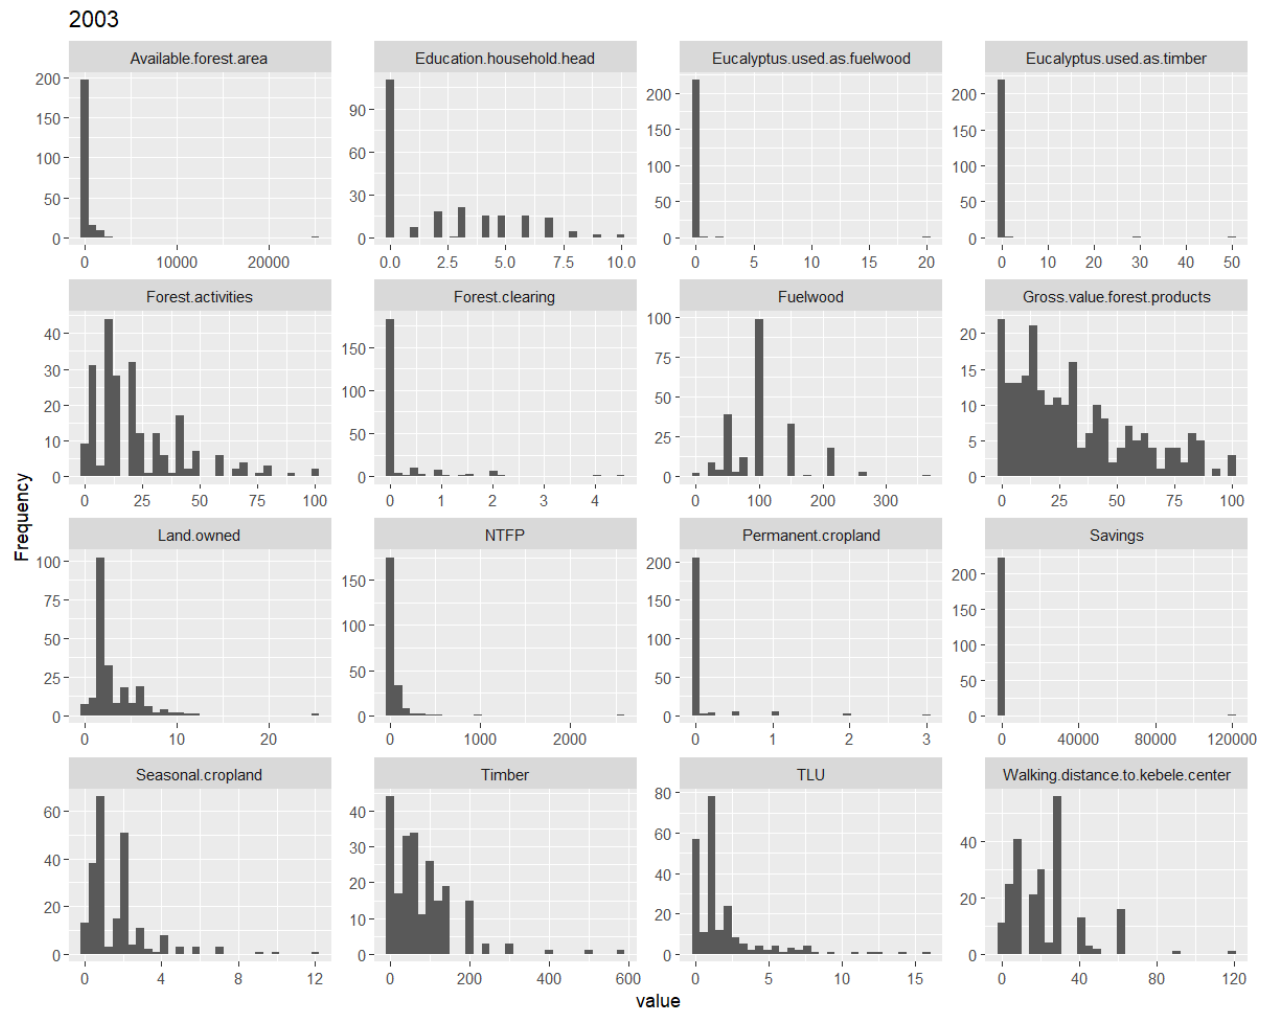 2003
Available.forest.area Education.household.head Eucalyptus.used.as.fuelwood Eucalyptus.used.as.timber
200 150 100 50 0
0 10000 20000
90 60 30 0
0.0 2.5 5.0 7.5 10.0
200 150 100 50 0
0 5 10 15 20
200 150 100 50 0
0 10 20 30 40 50
Forest.activities Forest.clearing Fuelwood Gross.value.forest.products
40 30 20 10 0
0 25 50 75 100
150 100 50 0
0 1 2 3 4
100 75 50 25 0
0 100 200 300
20 15 10 5 0
0 25 50 75 100
Frequency
Land.owned NTFP Permanent.cropland Savings
100 75 50 25 0
0 10 20
150 100 50 0
0 1000 2000
200 150 100 50 0
0 1 2 3
200 150 100 50 0
0 40000 80000 120000
Seasonal.cropland Timber TLU Walking.distance.to.kebele.center
60 40 20 0
0 4 8 12
40 30 20 10 0
0 200 400 600
80 60 40 20 0
0 5 10 15
40 20 0
0 40 80 120
value